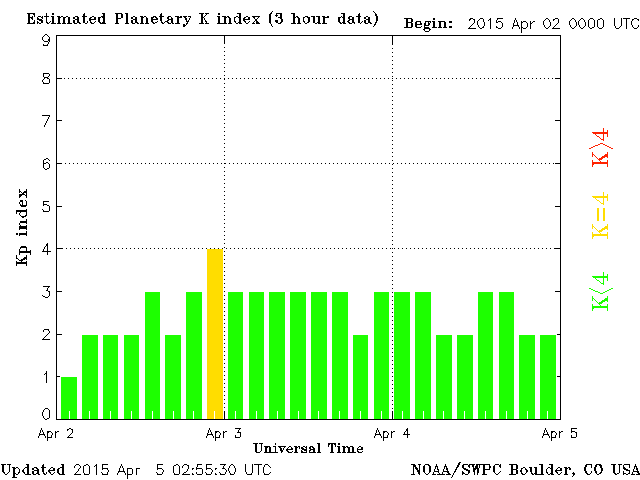 Estimated Planetary K index (3 hour data) Begin: 2015 Apr 02 0000 UTC
9
8
7
6
5
4
3
2
1
0
Kp index
K>4
K=4
K<4
Apr 2 Apr 3 Apr 4 Apr 5
Universal Time
Updated 2015 Apr 5 02:55:30 UTC NOAA/SWPC Boulder, CO USA